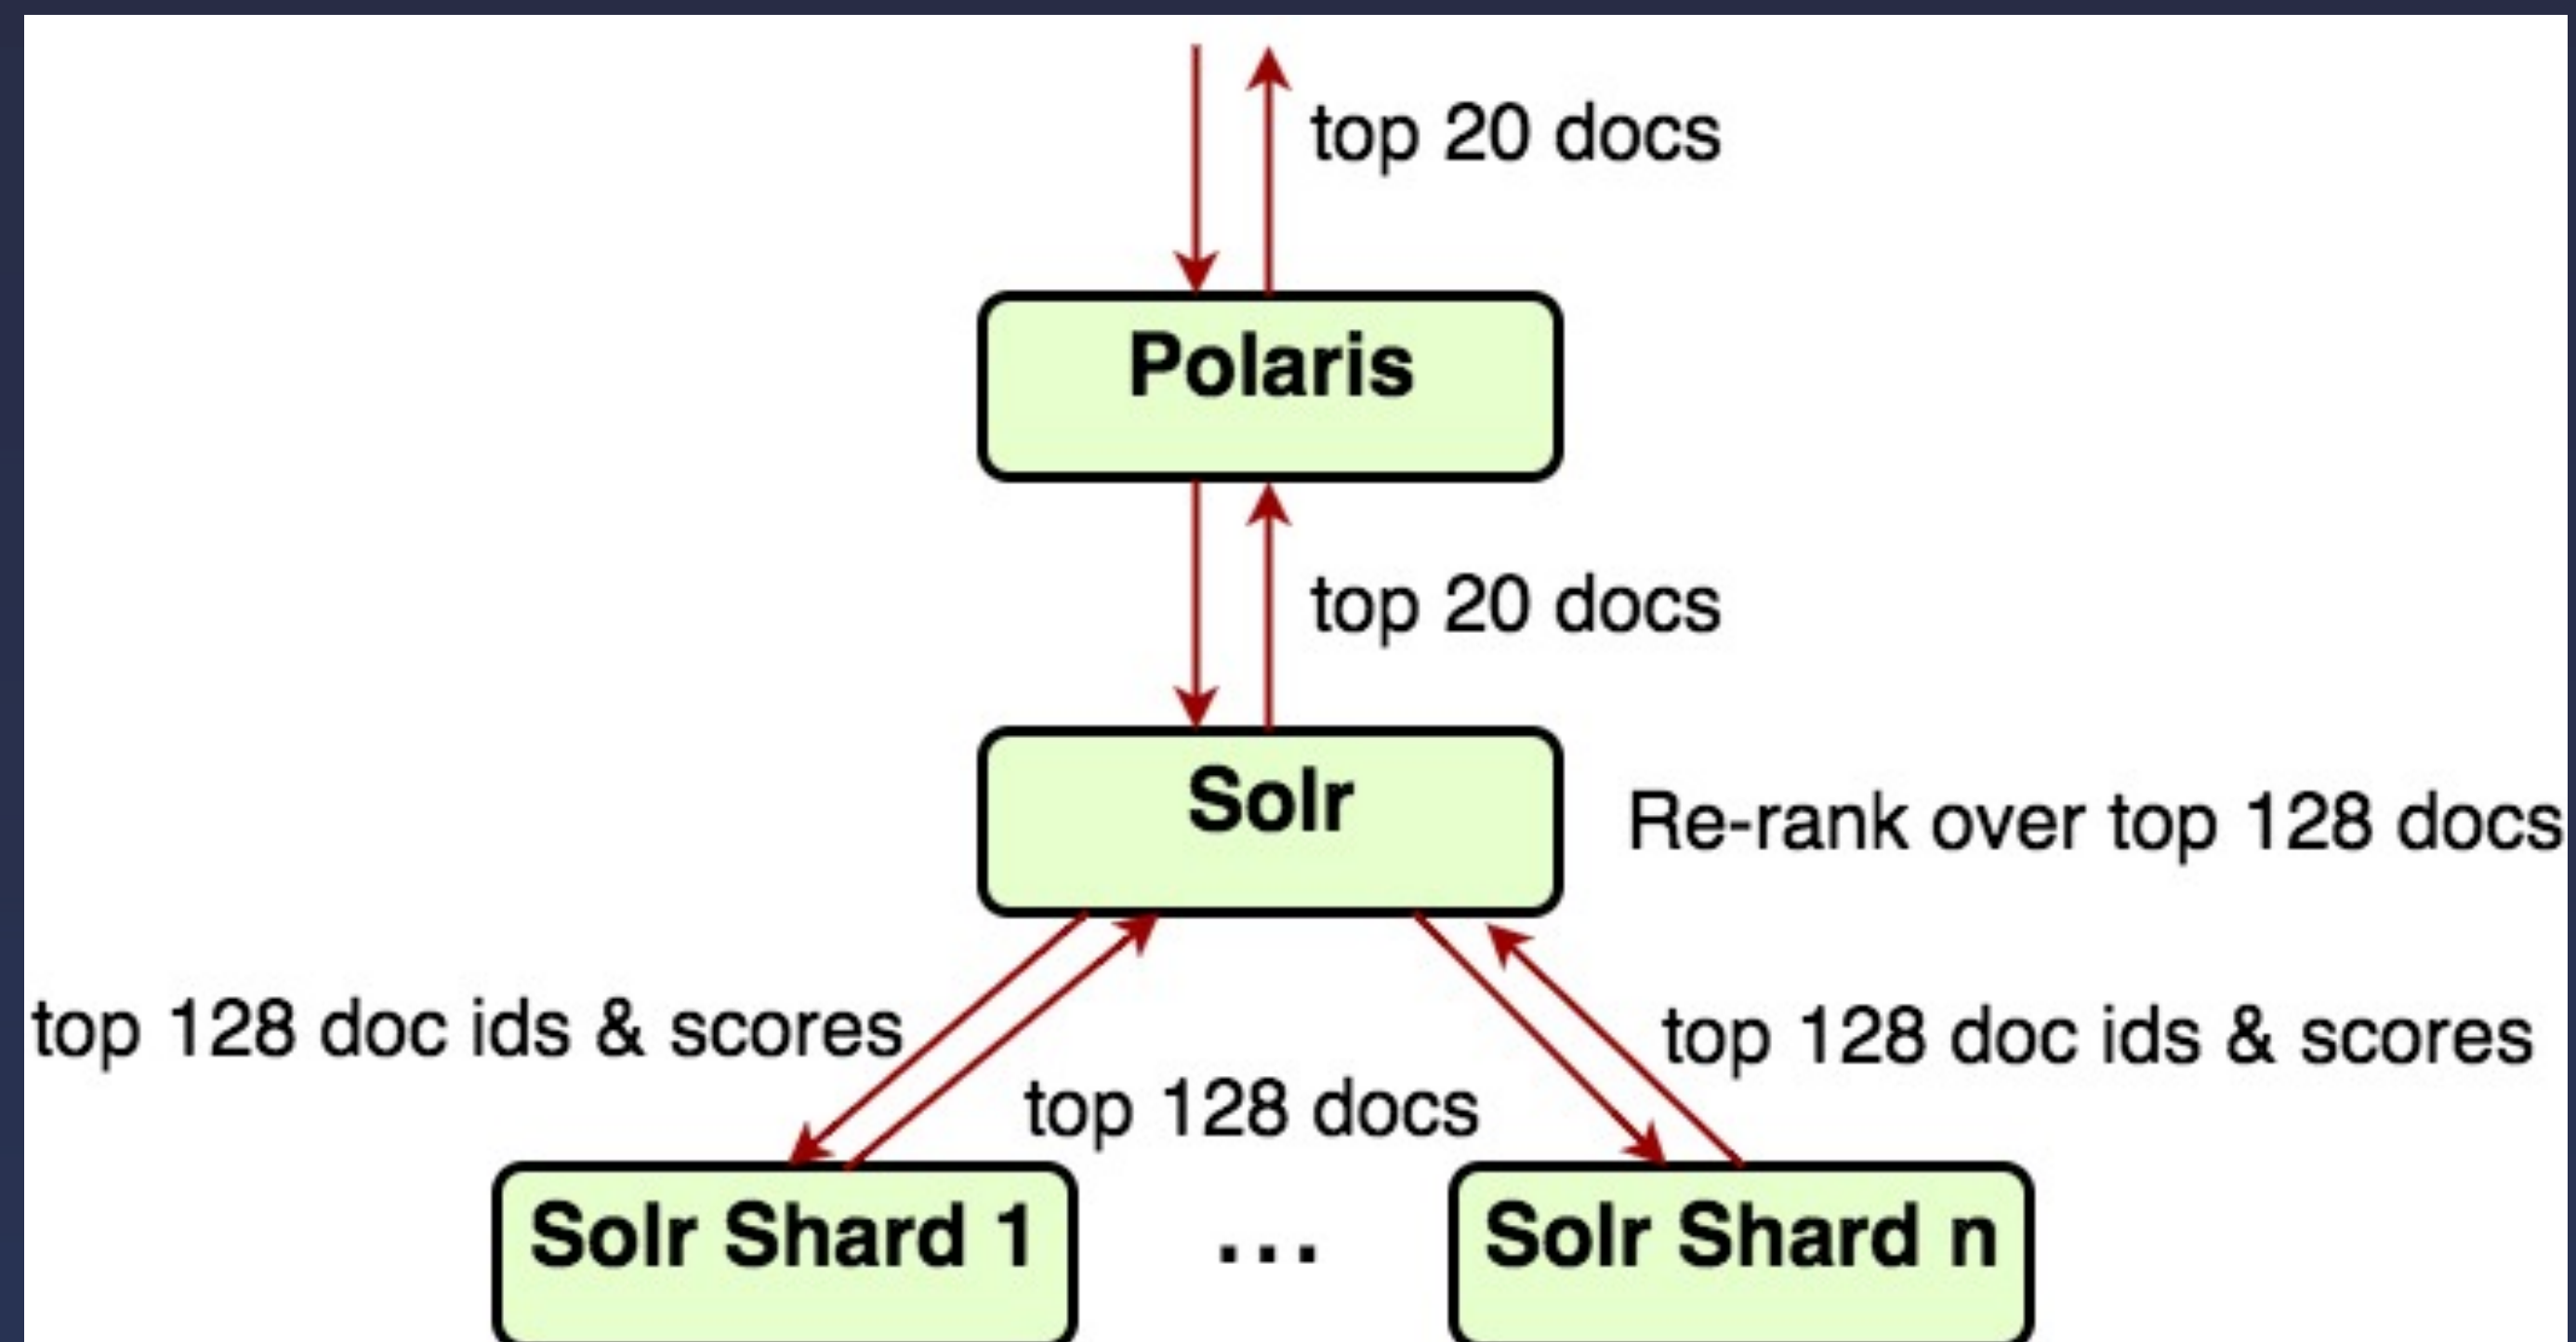 top 20 docs
Polaris
top 20 docs
Solr
Re-rank over top 128 docs
top 128 doc ids & scores
top 128 doc ids & scores
top 128 docs
Solr Shard 1
...
Solr Shard n